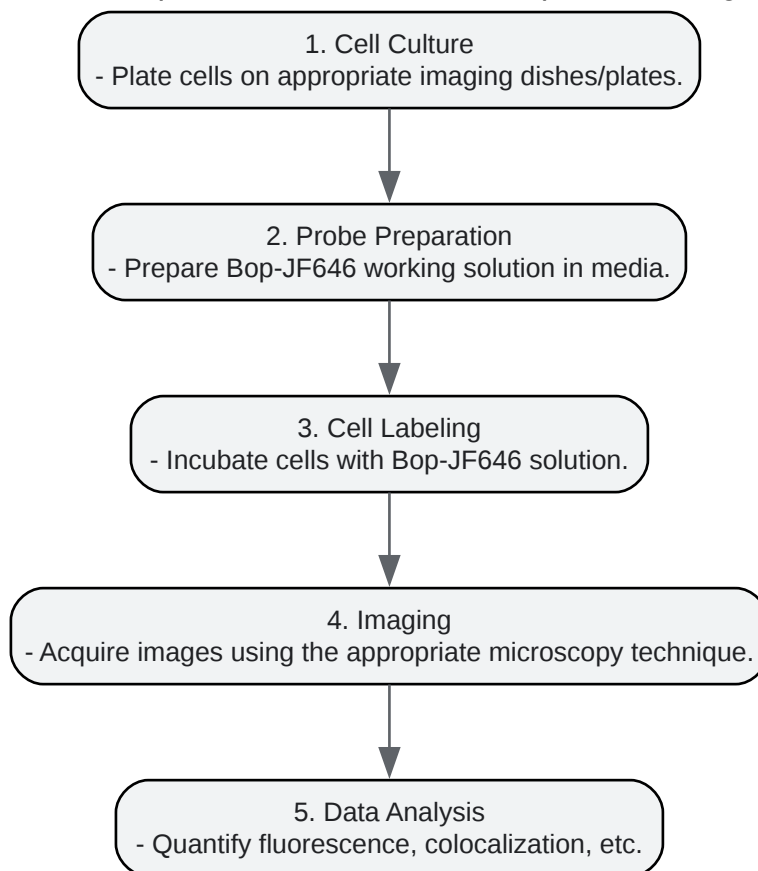 1. Cell Culture
- Plate cells on appropriate imaging dishes/plates.
2. Probe Preparation
- Prepare Bop-JF646 working solution in media.
3. Cell Labeling
- Incubate cells with Bop-JF646 solution.
4. Imaging
- Acquire images using the appropriate microscopy technique.
5. Data Analysis
- Quantify fluorescence, colocalization, etc.